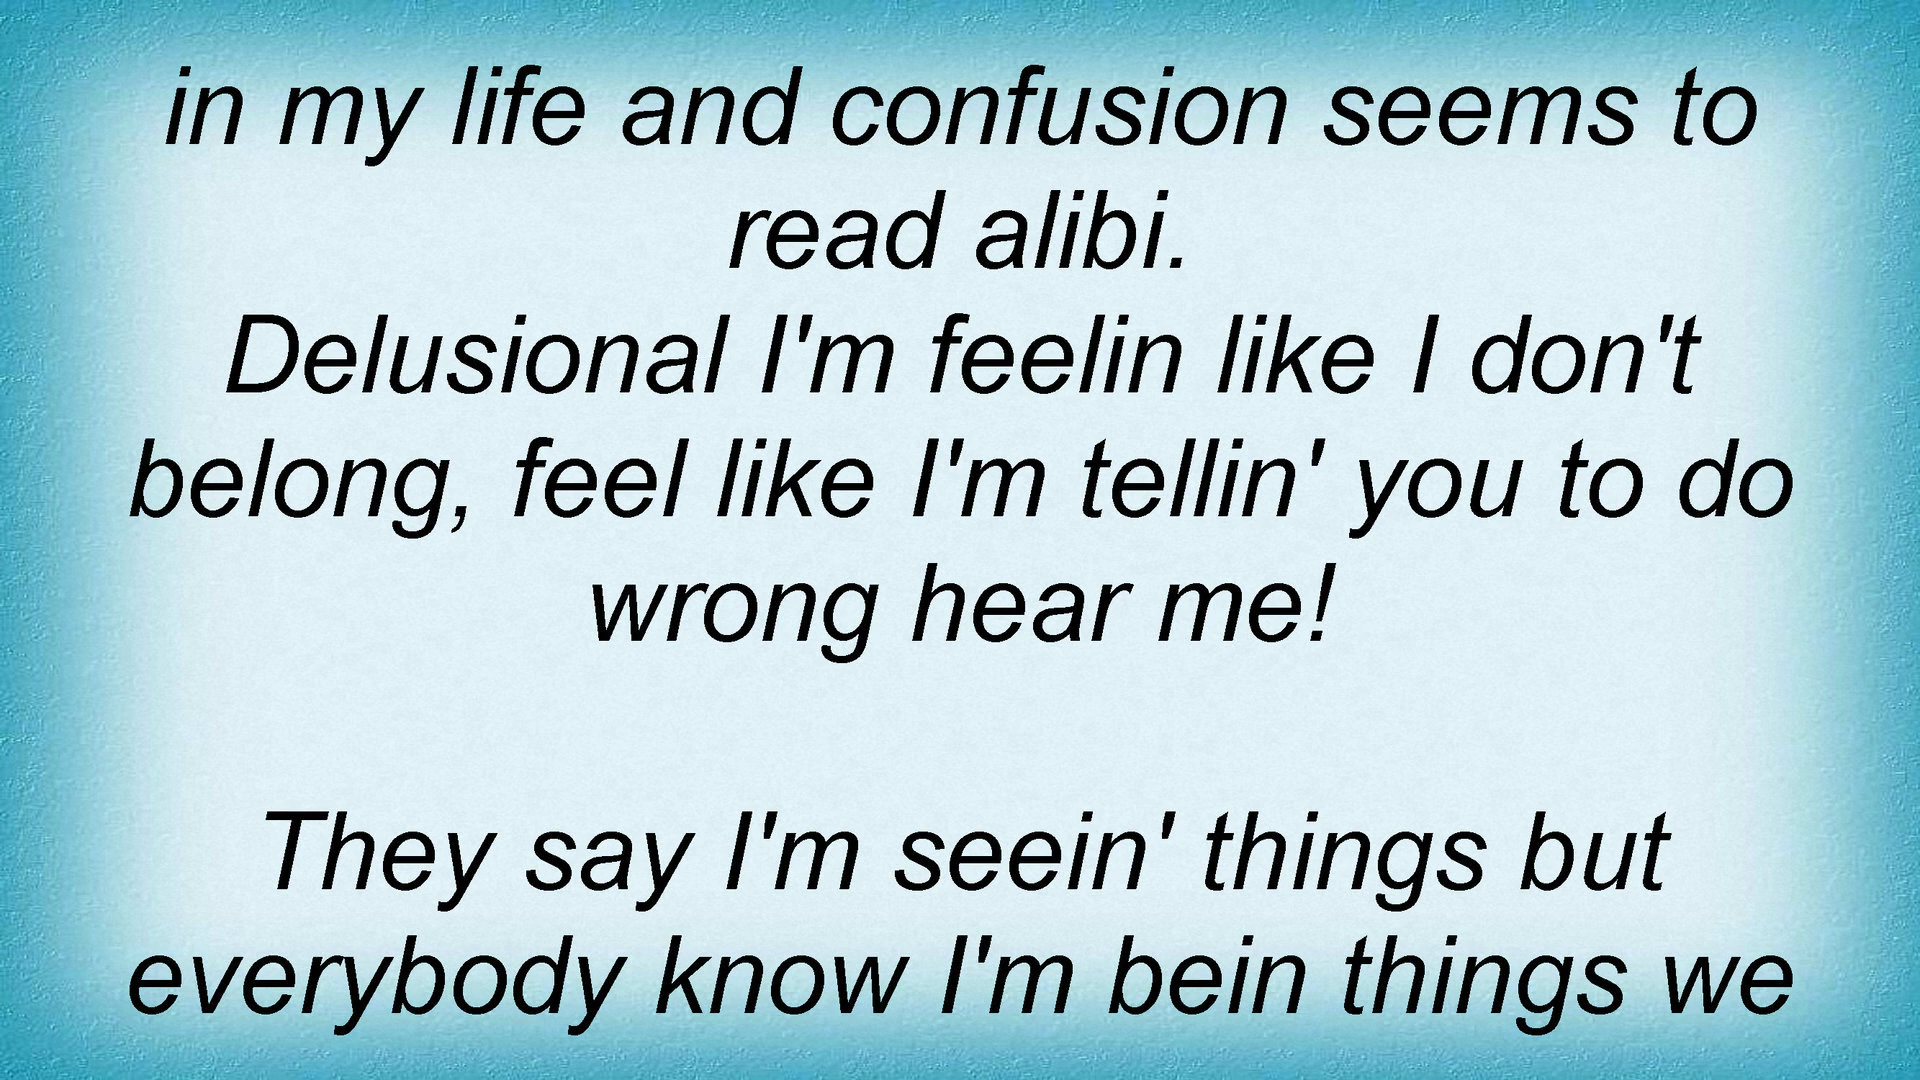 in my life and confusion seems to
read alibi.
Delusional I'm feelin like I don't
belong, feel like I'm tellin' you to do
wrong hear me!
They say I'm seein' things but
everybody know I'm bein things we